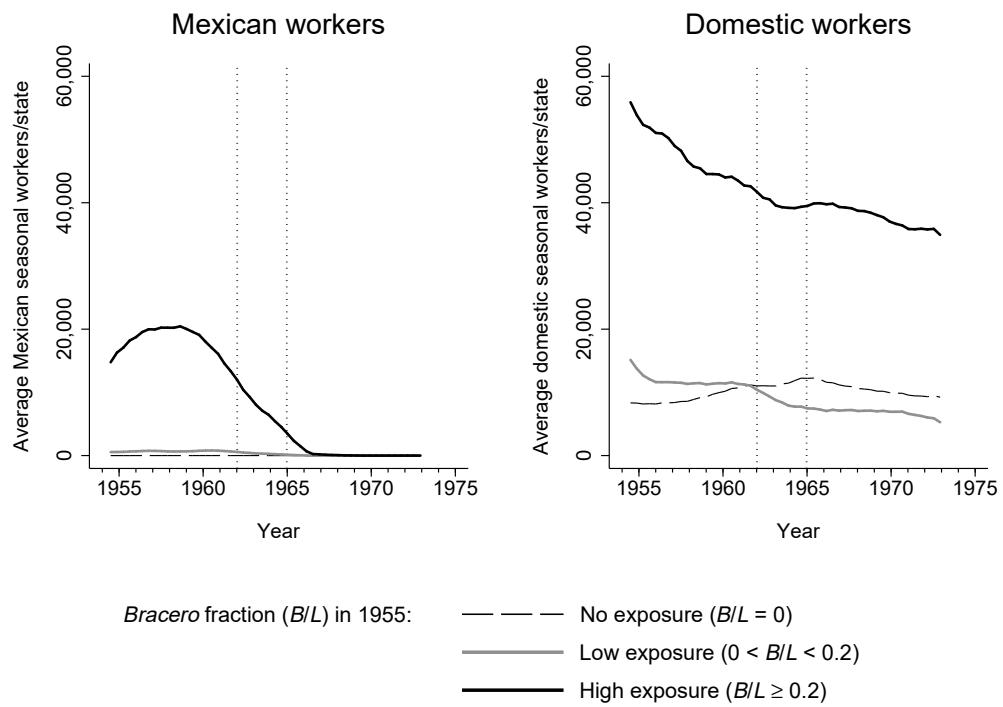 Mexican workers
Average Mexican seasonal workers/state
60,000
40,000
20,000
0
1955 1960 1965 1970 1975
Year
Domestic workers
Average domestic seasonal workers/state
60,000
40,000
20,000
0
1955 1960 1965 1970 1975
Year
Bracero fraction (B/L) in 1955:
No exposure (B/L = 0)
Low exposure (0 < B/L < 0.2)
High exposure (B/L ≥ 0.2)